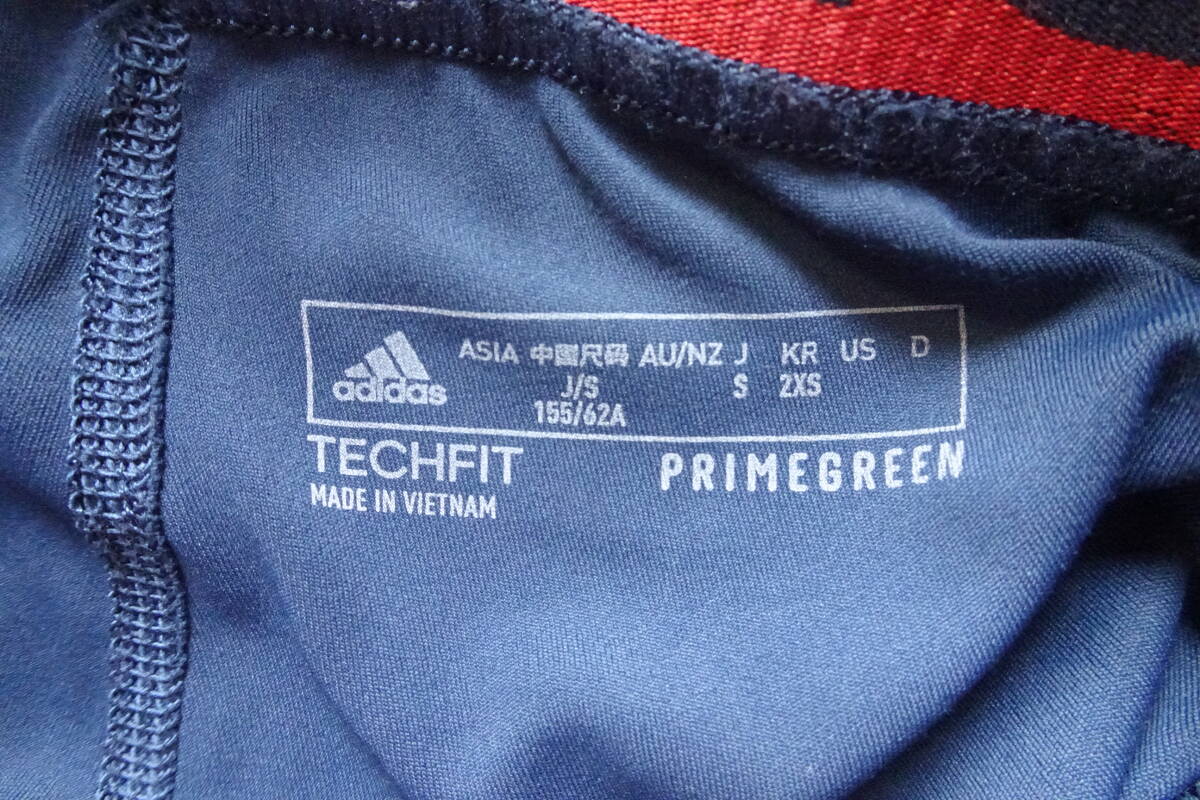 adidas
ASIA 中国尺码 AU/NZ J KR US D
J/S S 2XS
155/62A
TECHFIT PRIMEGREEN
MADE IN VIETNAM